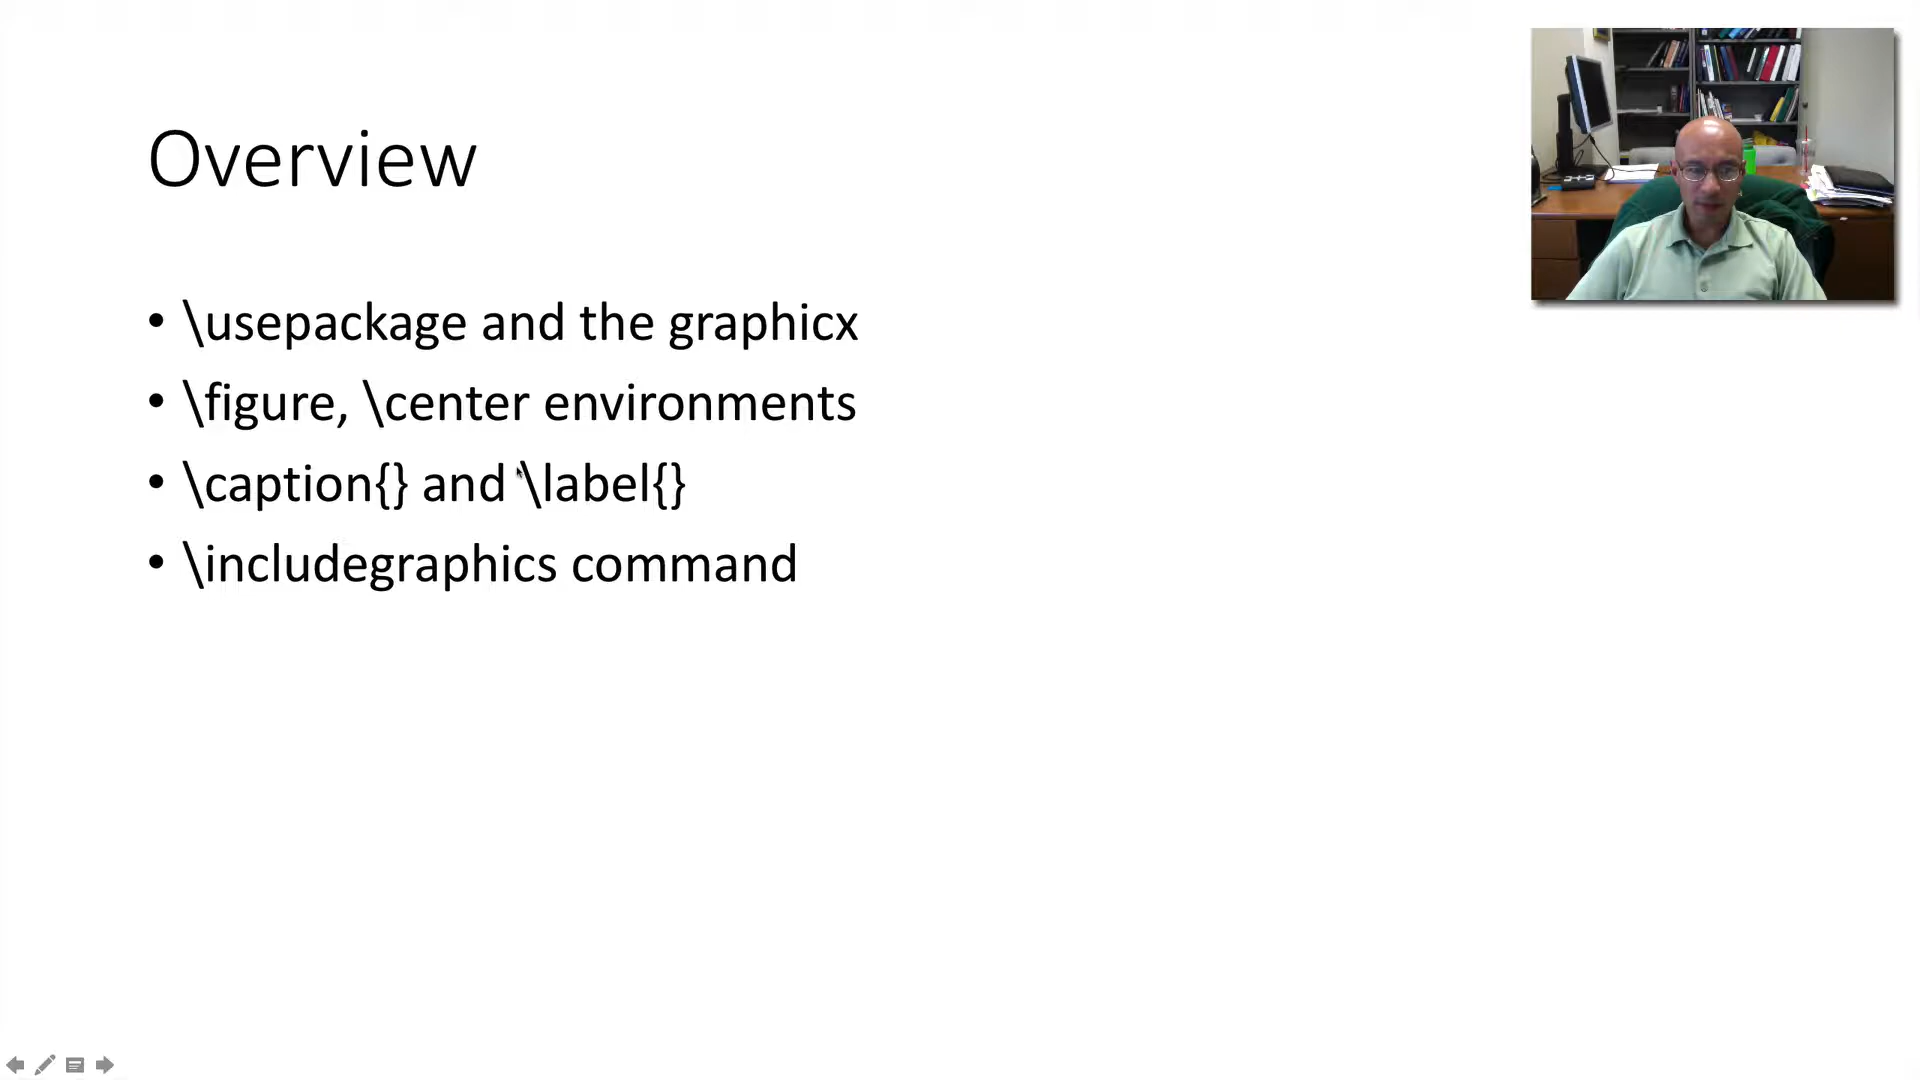 Overview
• \usepackage and the graphicx
• \figure, \center environments
• \caption{} and \label{}
• \includegraphics command